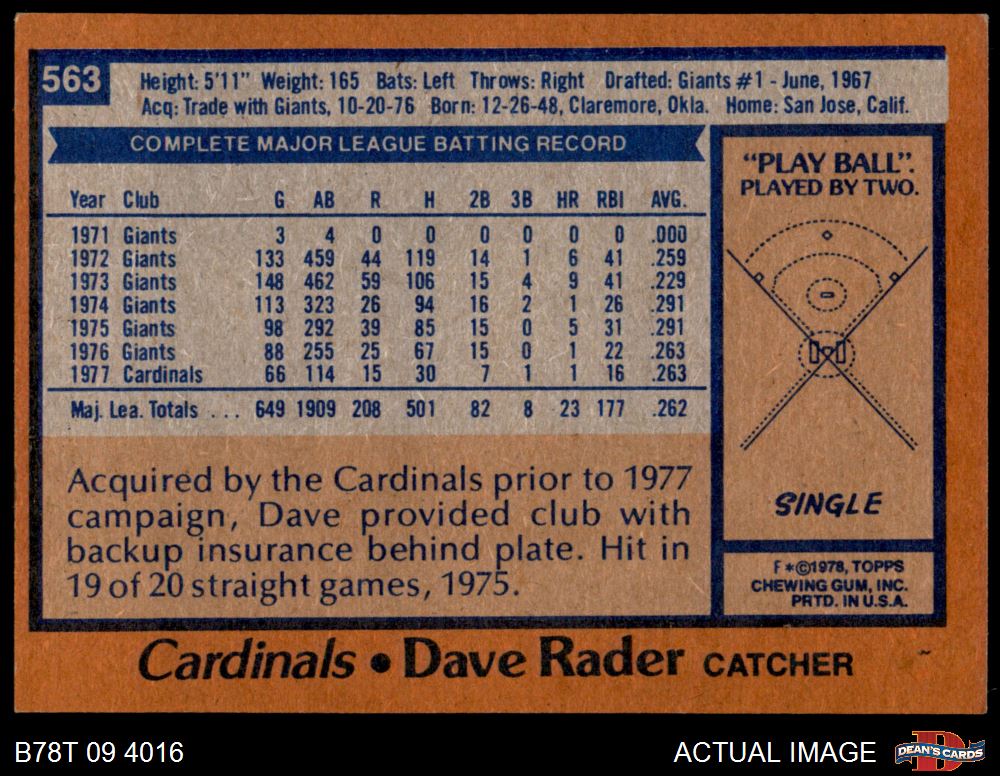 563
Height: 5'11" Weight: 165 Bats: Left Throws: Right Drafted: Giants #1 - June, 1967
Acq: Trade with Giants, 10-20-76 Born: 12-26-48, Claremore, Okla. Home: San Jose, Calif.
COMPLETE MAJOR LEAGUE BATTING RECORD
Year Club G AB R H 2B 3B HR RBI AVG.
1971 Giants 3 4 0 0 0 0 0 0 .000
1972 Giants 133 459 44 119 14 1 6 41 .259
1973 Giants 148 462 59 106 15 4 9 41 .229
1974 Giants 113 323 26 94 16 2 1 26 .291
1975 Giants 98 292 39 85 15 0 5 31 .291
1976 Giants 88 255 25 67 15 0 1 22 .263
1977 Cardinals 66 114 15 30 7 1 1 16 .263
Maj. Lea. Totals ... 649 1909 208 501 82 8 23 177 .262
Acquired by the Cardinals prior to 1977
campaign, Dave provided club with
backup insurance behind plate. Hit in
19 of 20 straight games, 1975.
"PLAY BALL".
PLAYED BY TWO.
SINGLE
F*©1978, TOPPS
CHEWING GUM, INC.
PRTD. IN U.S.A.
Cardinals • Dave Rader CATCHER
B78T 09 4016
ACTUAL IMAGE
DEAN'S CARDS